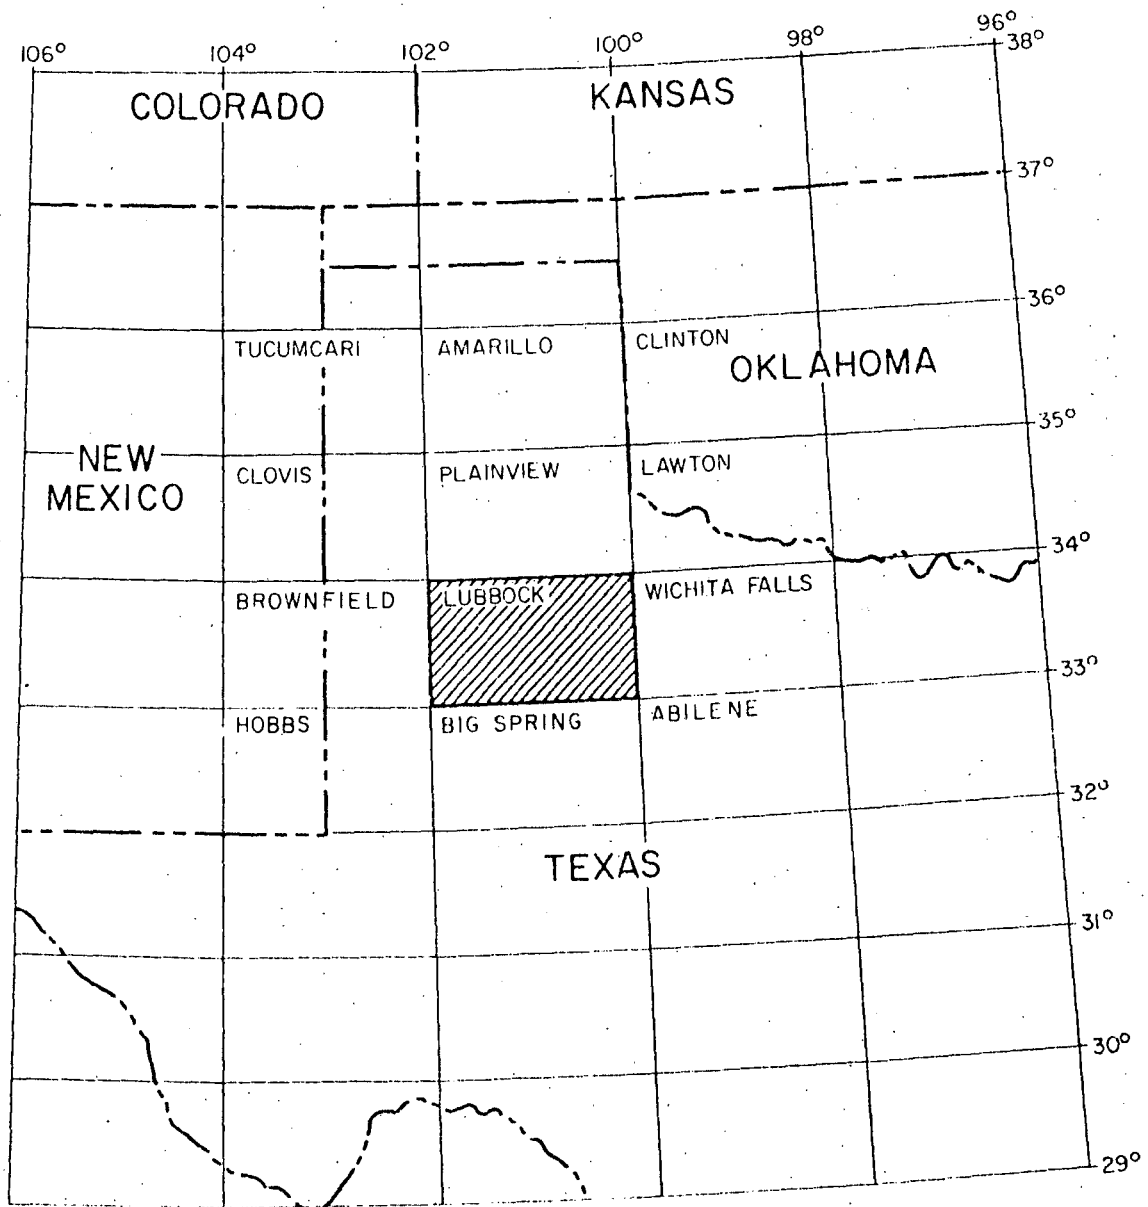 106° 104° 102° 100° 98° 96°
38°
COLORADO KANSAS
37°
36°
TUCUMCARI AMARILLO CLINTON
OKLAHOMA
35°
NEW
MEXICO
CLOVIS PLAINVIEW LAWTON
34°
BROWNFIELD LUBBOCK WICHITA FALLS
33°
HOBBS BIG SPRING ABILENE
32°
TEXAS
31°
30°
29°